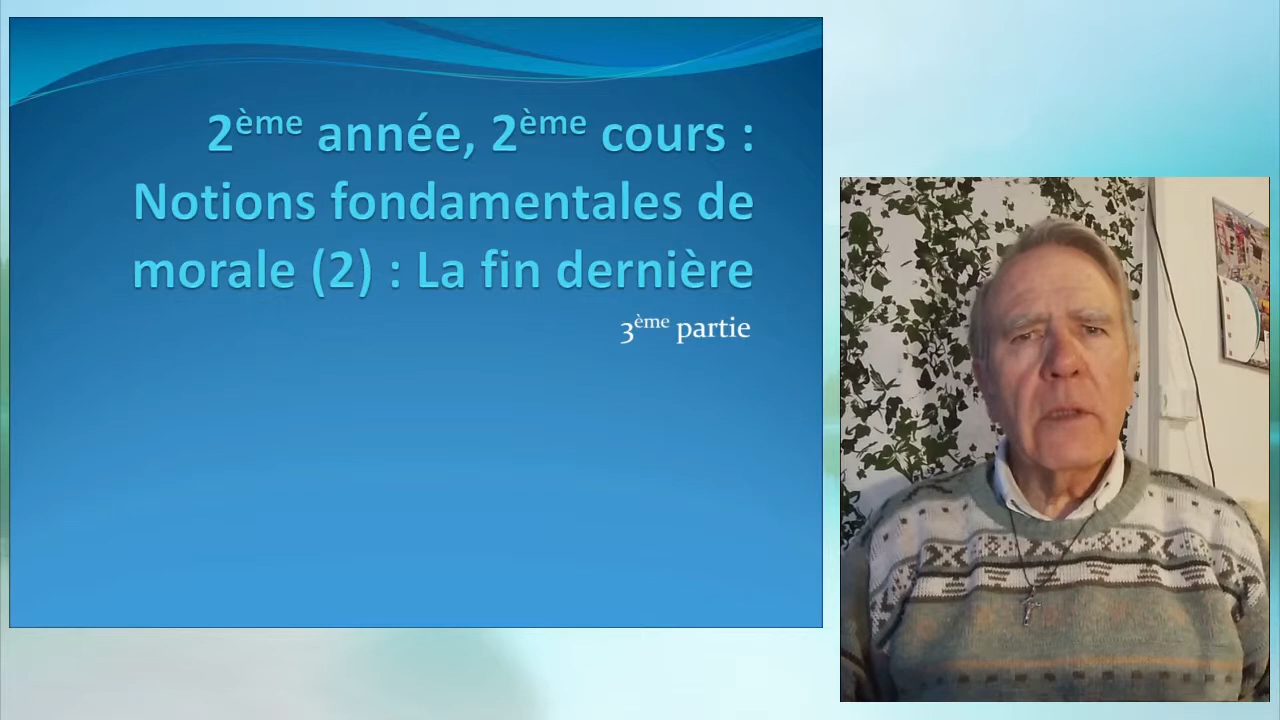 2ème année, 2ème cours :
Notions fondamentales de
morale (2) : La fin dernière
3ème partie